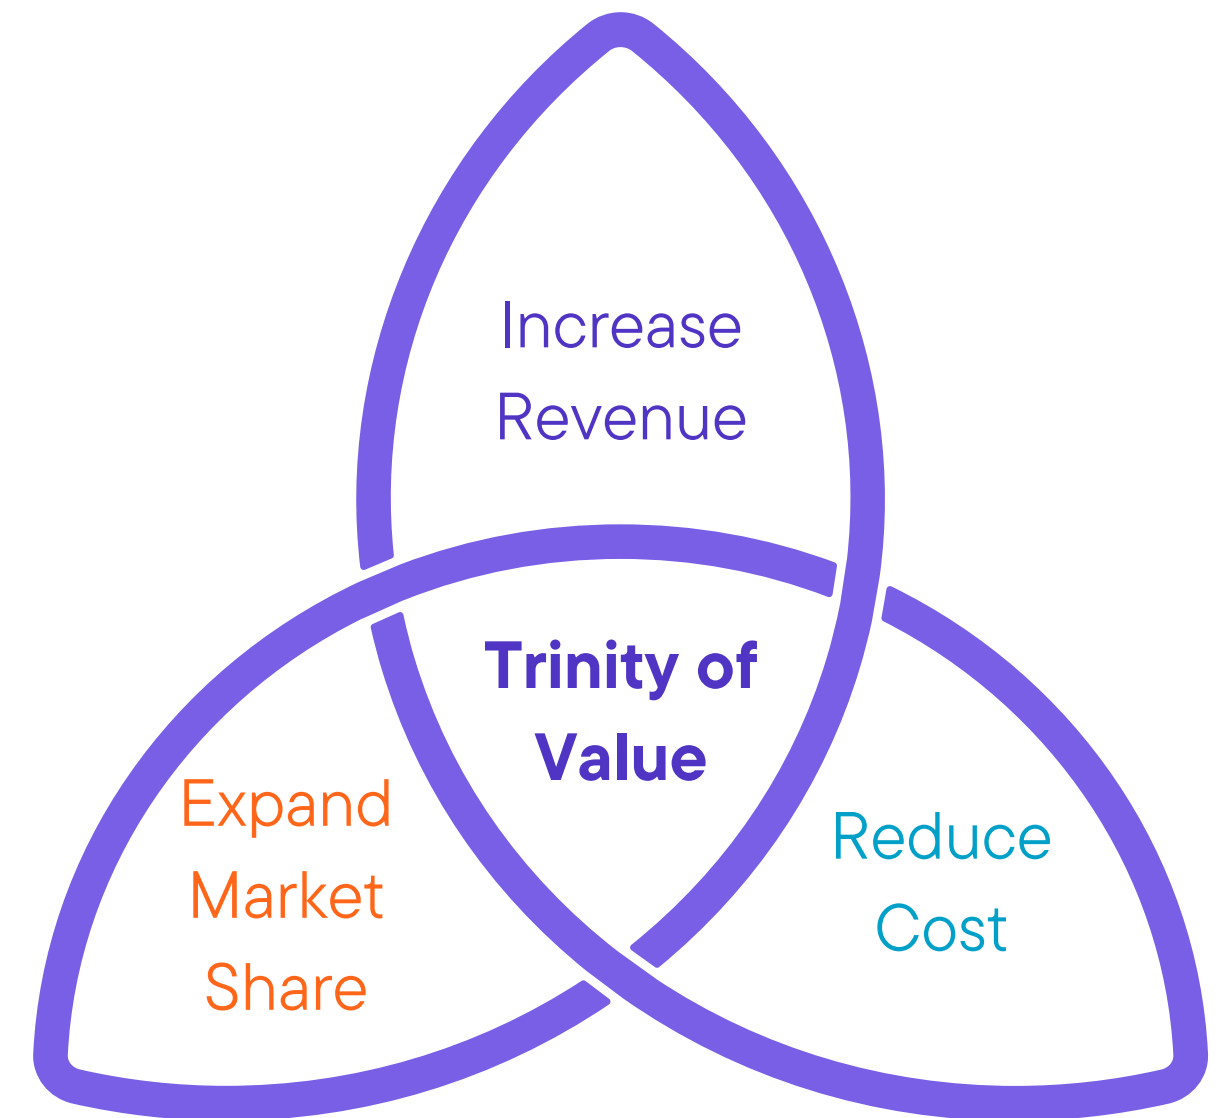 Increase
Revenue
Trinity of
Value
Expand
Market
Share
Reduce
Cost